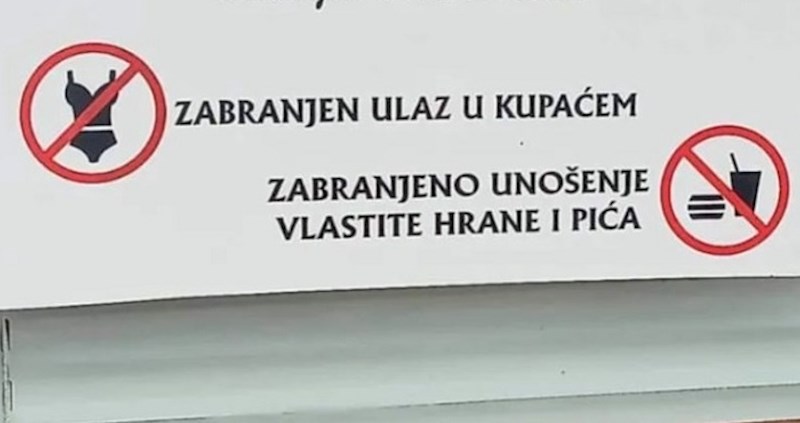 ZABRANJEN ULAZ U KUPAĆEM
ZABRANJENO UNOŠENJE
VLASTITE HRANE I PIĆA